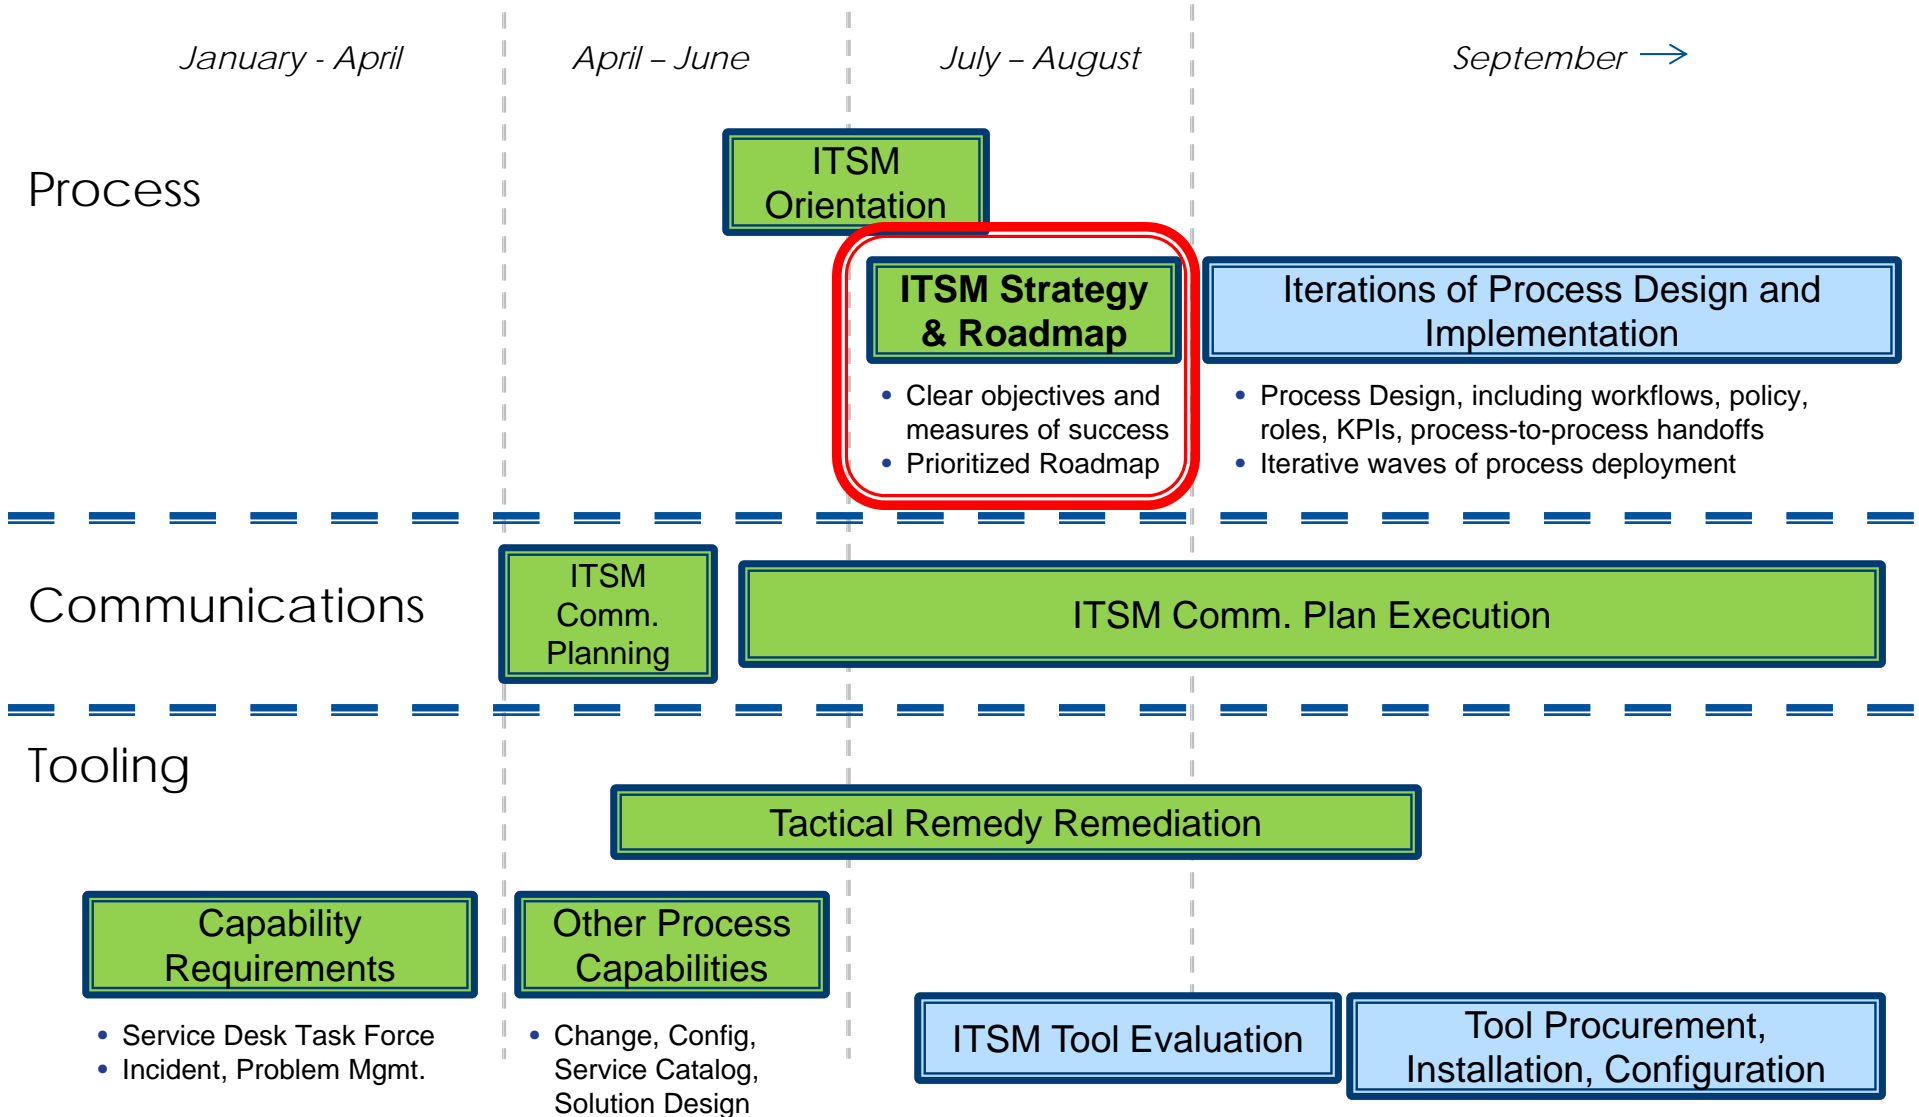 January - April
April – June
July – August
September →
Process
ITSM
Orientation
ITSM Strategy
& Roadmap
• Clear objectives and
measures of success
• Prioritized Roadmap
Iterations of Process Design and
Implementation
• Process Design, including workflows, policy,
roles, KPIs, process-to-process handoffs
• Iterative waves of process deployment
Communications
ITSM
Comm.
Planning
ITSM Comm. Plan Execution
Tooling
Tactical Remedy Remediation
Capability
Requirements
• Service Desk Task Force
• Incident, Problem Mgmt.
Other Process
Capabilities
• Change, Config,
Service Catalog,
Solution Design
ITSM Tool Evaluation
Tool Procurement,
Installation, Configuration